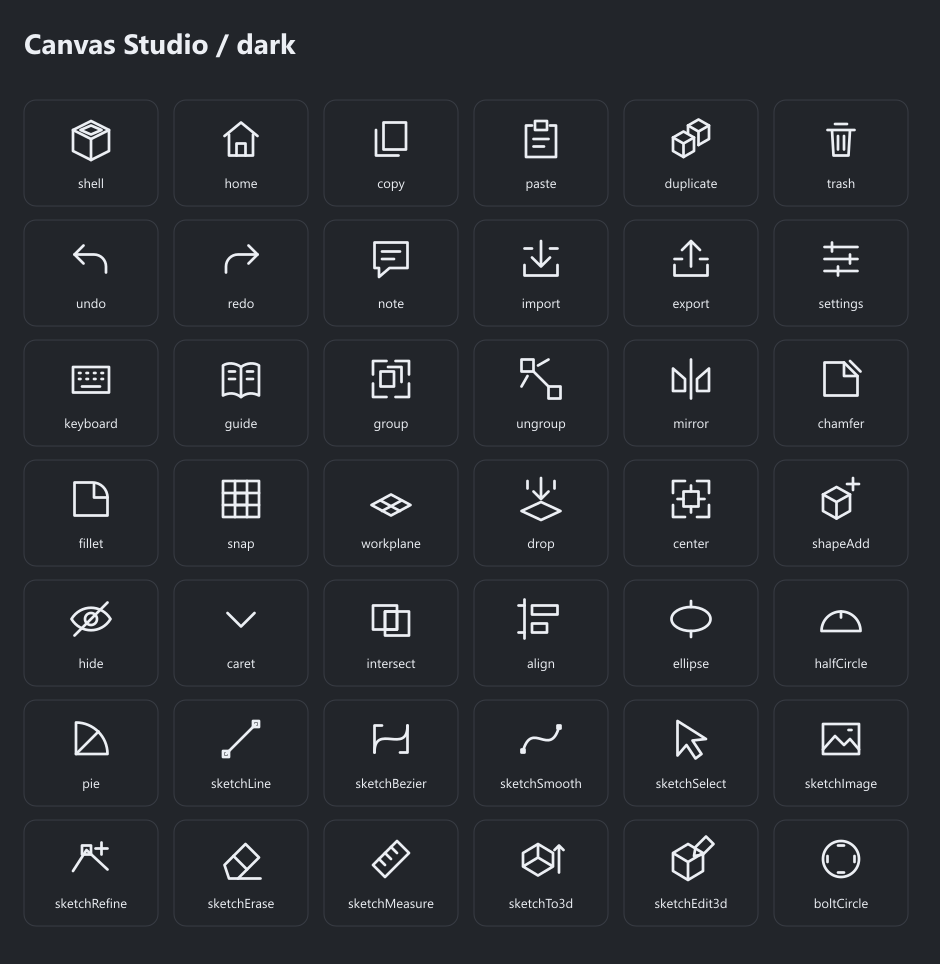 Canvas Studio / dark
shell home copy paste duplicate trash
undo redo note import export settings
keyboard guide group ungroup mirror chamfer
fillet snap workplane drop center shapeAdd
hide caret intersect align ellipse halfCircle
pie sketchLine sketchBezier sketchSmooth sketchSelect sketchImage
sketchRefine sketchErase sketchMeasure sketchTo3d sketchEdit3d boltCircle